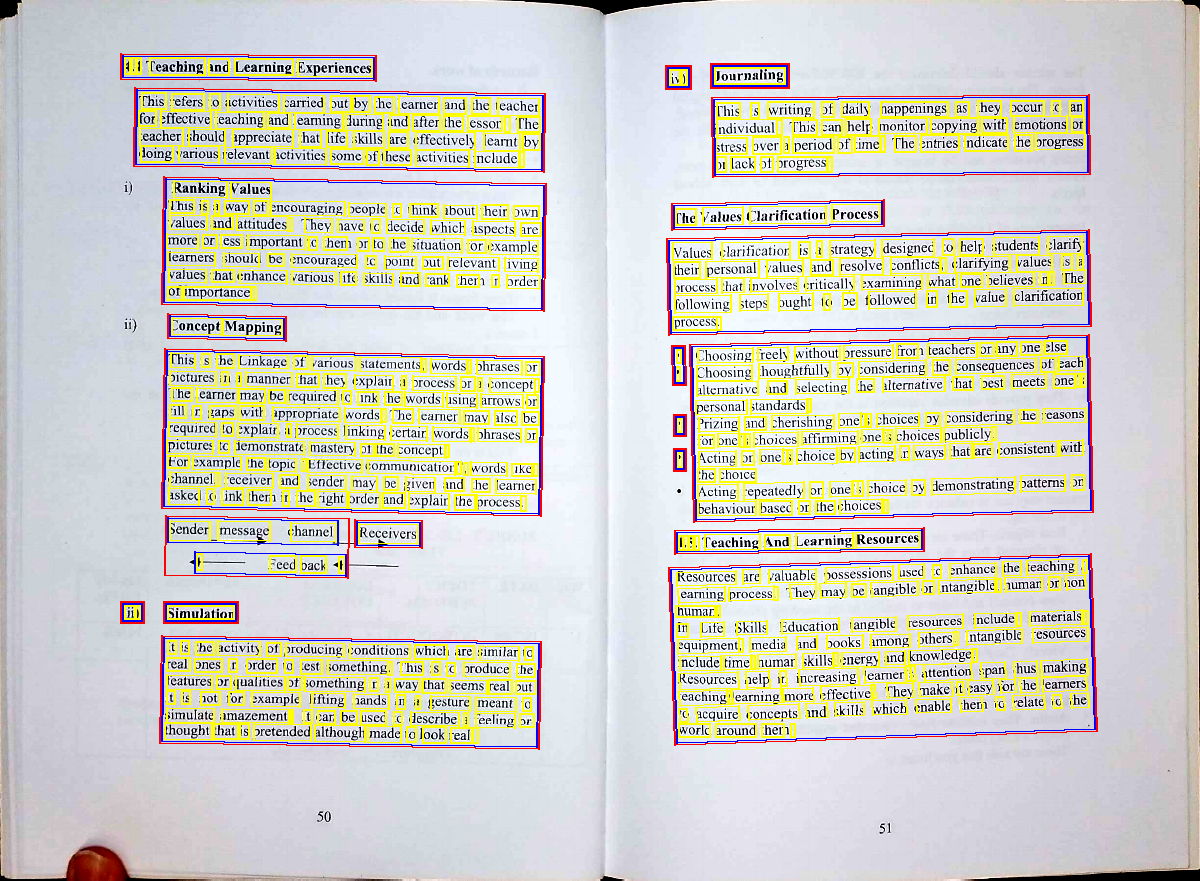 4.4 Teaching and Learning Experiences
This refers to activities carried out by the learner and the teacher
for effective teaching and learning during and after the lesson. The
teacher should appreciate that life skills are effectively learnt by
doing various relevant activities some of these activities include
i)
Ranking Values
This is a way of encouraging people to think about their own
values and attitudes. They have to decide which aspects are
more or less important to them or to the situation for example
learners should be encouraged to point out relevant living
values that enhance various life skills and rank them in order
of importance
ii)
Concept Mapping
This is the Linkage of various statements, words phrases or
pictures in a manner that they explain a process or a concept.
The learner may be required to link the words using arrows or
fill in gaps with appropriate words. The learner may also be
required to explain a process linking certain words phrases or
pictures to demonstrate mastery of the concept.
For example the topic "Effective communication", words like
channel, receiver and sender may be given and the learner
asked to link them in the right order and explain the process.
Sender message channel Receivers
Feed back
iii)
Simulation
It is the activity of producing conditions which are similar to
real ones in order to test something. This is to produce the
features or qualities of something in a way that seems real but
it is not for example lifting hands in a gesture meant to
simulate amazement. It can be used to describe a feeling or
thought that is pretended although made to look real
50
iv)
Journaling
This is writing of daily happenings as they occur to an
individual. This can help monitor copying with emotions or
stress over a period of time. The entries indicate the progress
or lack of progress
The Values Clarification Process
Values clarification is a strategy designed to help students clarify
their personal values and resolve conflicts, clarifying values is a
process that involves critically examining what one believes in. The
following steps ought to be followed in the value clarification
process.
• Choosing freely without pressure from teachers or any one else
• Choosing thoughtfully by considering the consequences of each
alternative and selecting the alternative that best meets one's
personal standards
• Prizing and cherishing one's choices by considering the reasons
for one's choices affirming one's choices publicly
• Acting on one's choice by acting in ways that are consistent with
the choice
• Acting repeatedly on one's choice by demonstrating patterns on
behaviour based on the choices
4.5. Teaching And Learning Resources
Resources are valuable possessions used to enhance the teaching /
learning process. They may be tangible or intangible, human or non
human.
In Life Skills Education tangible resources include materials
equipment, media and books among others. Intangible resources
include time human skills energy and knowledge.
Resources help in increasing learner's attention span thus making
teaching/learning more effective. They make it easy for the learners
to acquire concepts and skills which enable them to relate to the
world around them
51